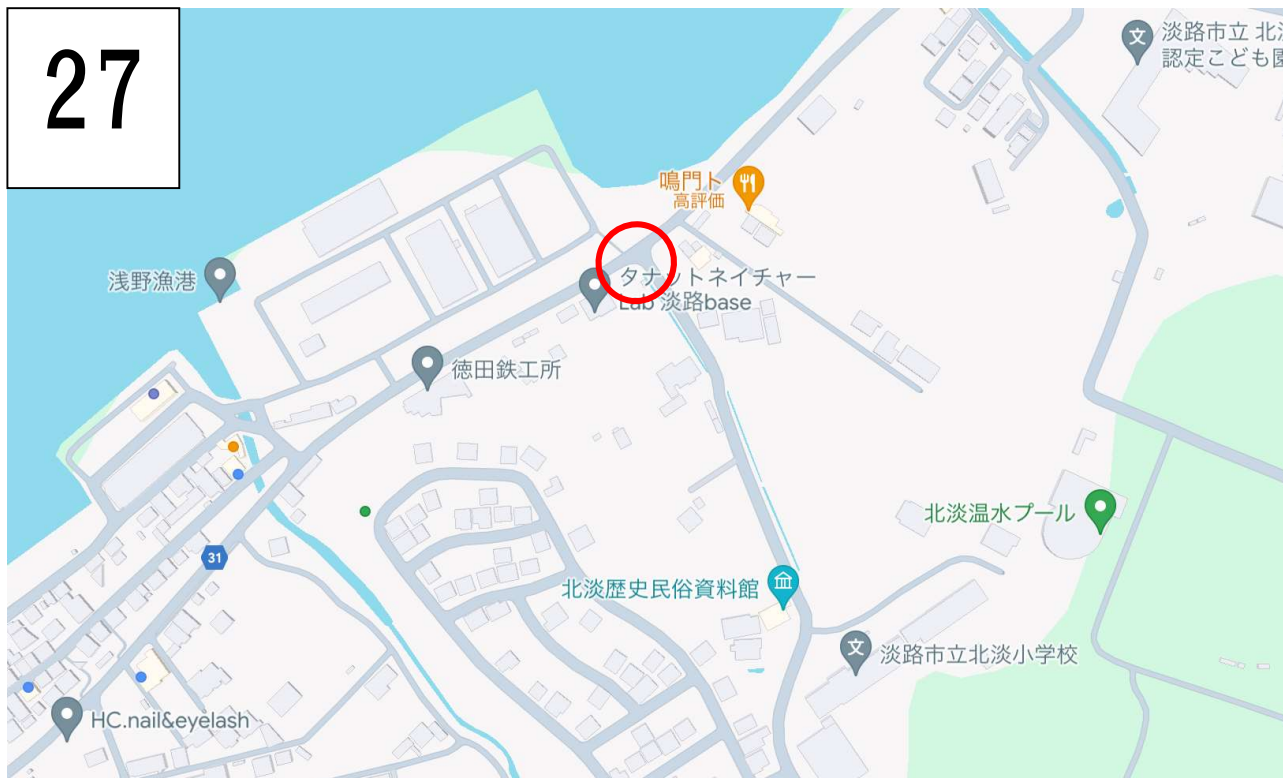 27
淡路市立 北淡
認定こども園
鳴門ト
高評価
浅野漁港
タナットネイチャー
Lab 淡路base
徳田鉄工所
北淡温水プール
31
北淡歴史民俗資料館
文
淡路市立北淡小学校
HC.nail&eyelash